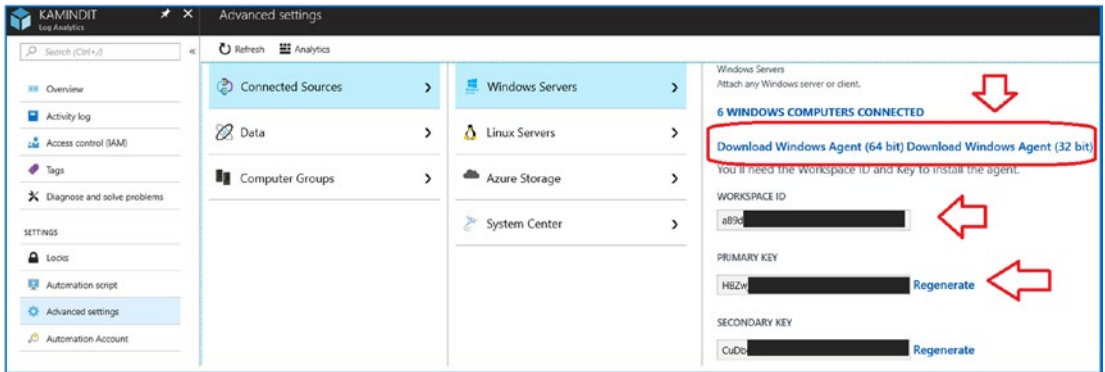 KAMINDIT
Log Analytics
Advanced settings
Search (Ctrl+/)
Overview
Activity log
Access control (IAM)
Tags
Diagnose and solve problems
SETTINGS
Locks
Automation script
Advanced settings
Automation Account
Refresh Analytics
Connected Sources
Data
Computer Groups
Windows Servers
Linux Servers
Azure Storage
System Center
Windows Servers
Attach any Windows server or client.
6 WINDOWS COMPUTERS CONNECTED
Download Windows Agent (64 bit) Download Windows Agent (32 bit)
You'll need the Workspace ID and Key to install the agent.
WORKSPACE ID
a89d
PRIMARY KEY
HBZw Regenerate
SECONDARY KEY
CuDb Regenerate